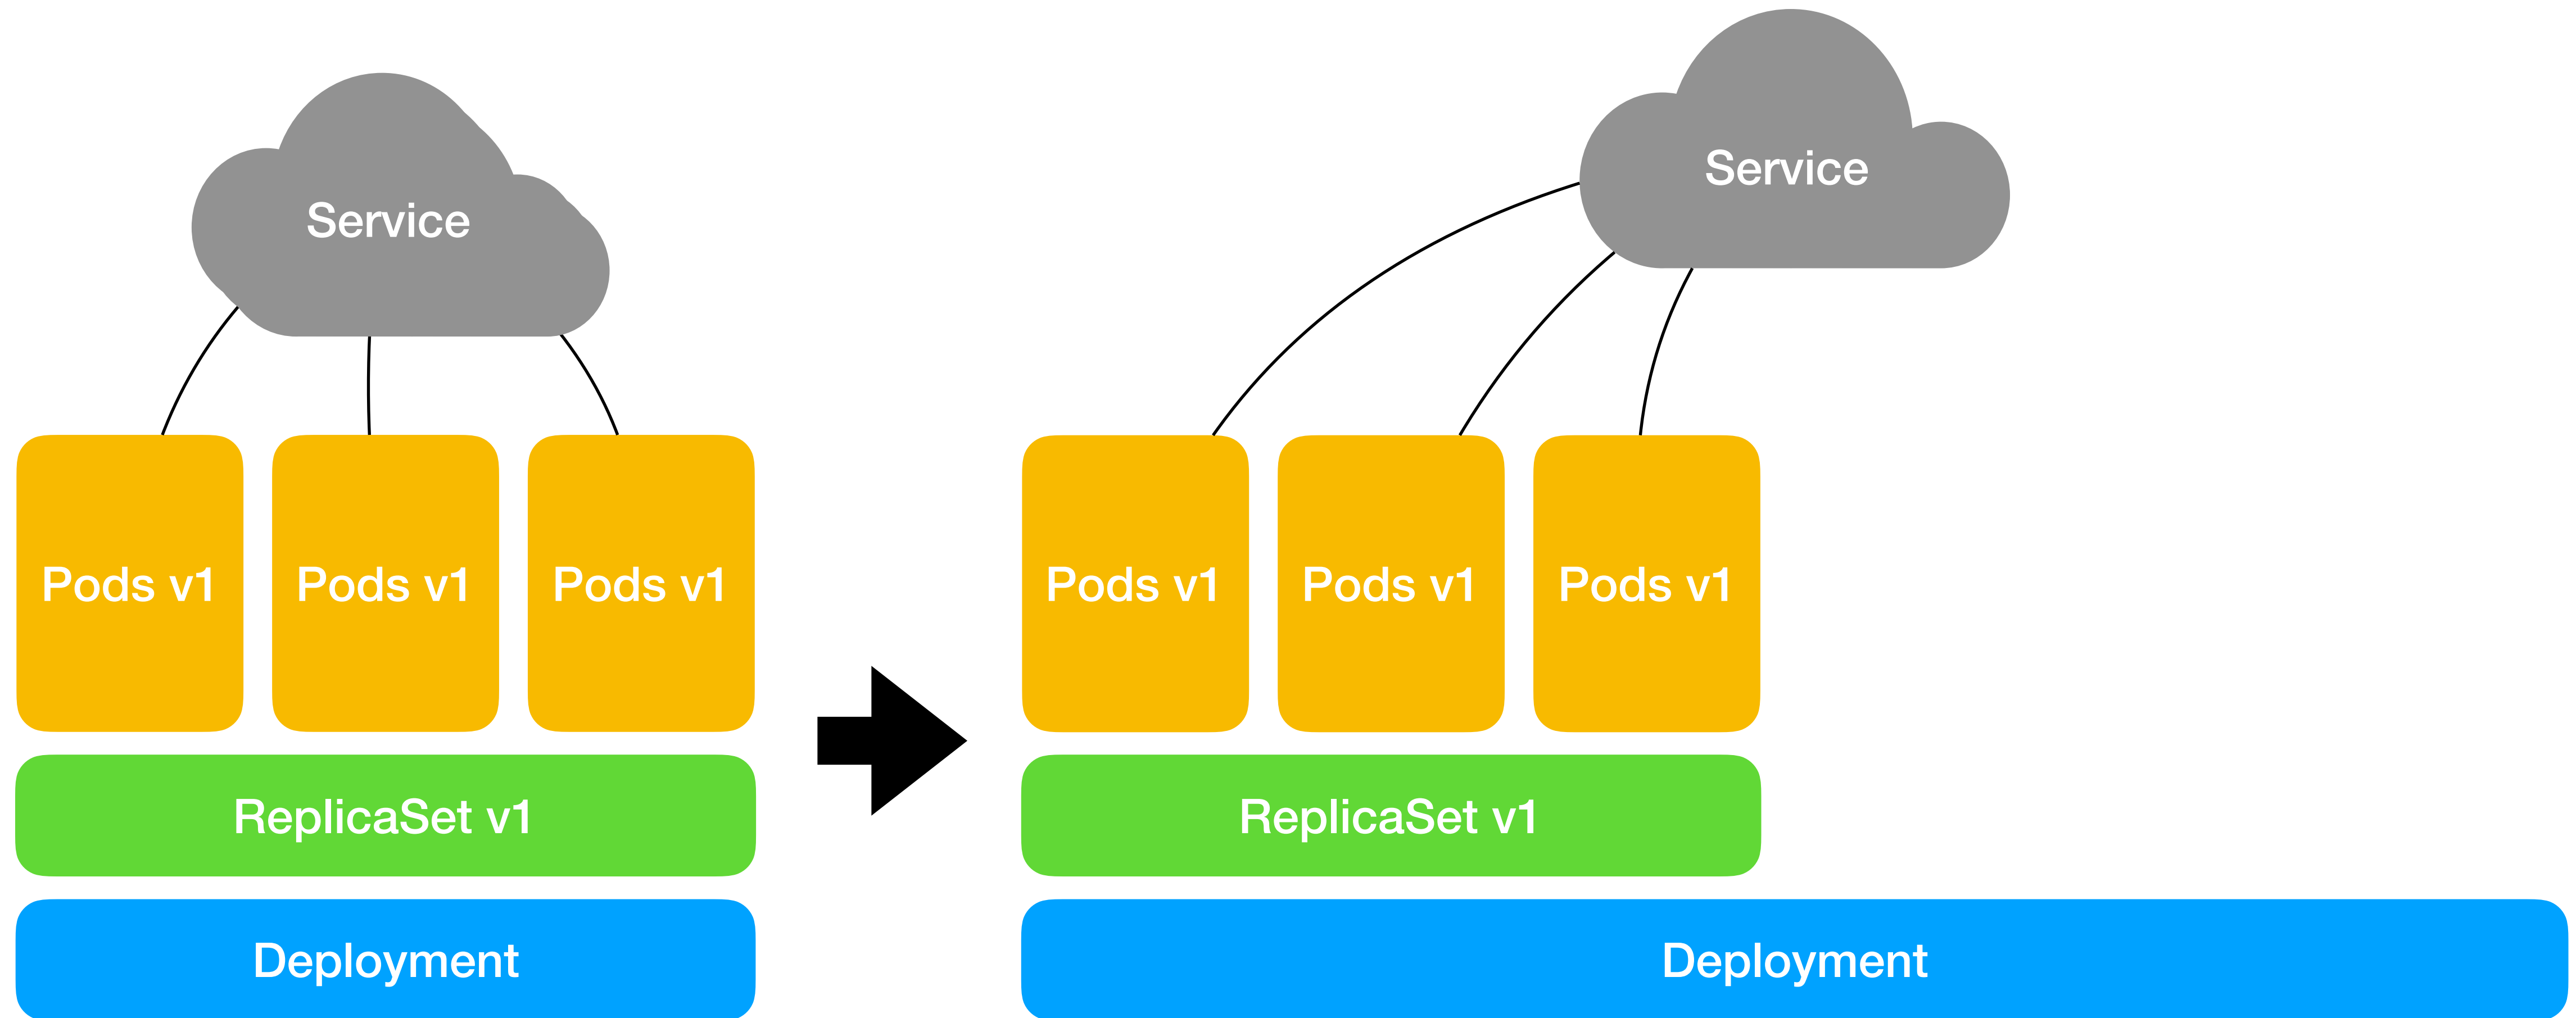 Service
Pods v1
Pods v1
Pods v1
ReplicaSet v1
Deployment
Service
Pods v1
Pods v1
Pods v1
ReplicaSet v1
Deployment